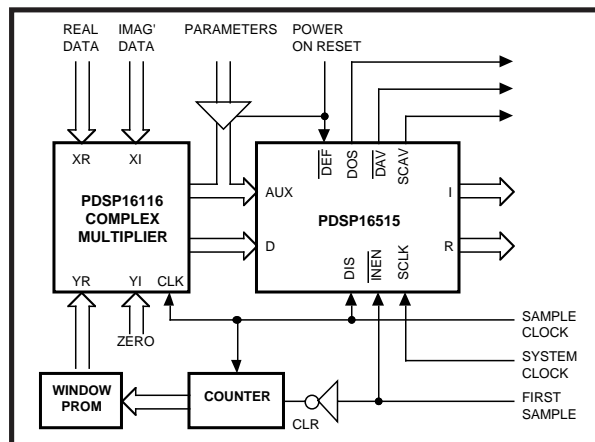 REAL DATA
IMAG' DATA
PARAMETERS
POWER ON RESET
XR
XI
DEF
DOS
DAV
SCAV
PDSP16116
COMPLEX
MULTIPLIER
AUX
D
PDSP16515
I
R
YR
YI
CLK
DIS
INEN
SCLK
ZERO
SAMPLE
CLOCK
SYSTEM
CLOCK
WINDOW
PROM
COUNTER
CLR
FIRST
SAMPLE